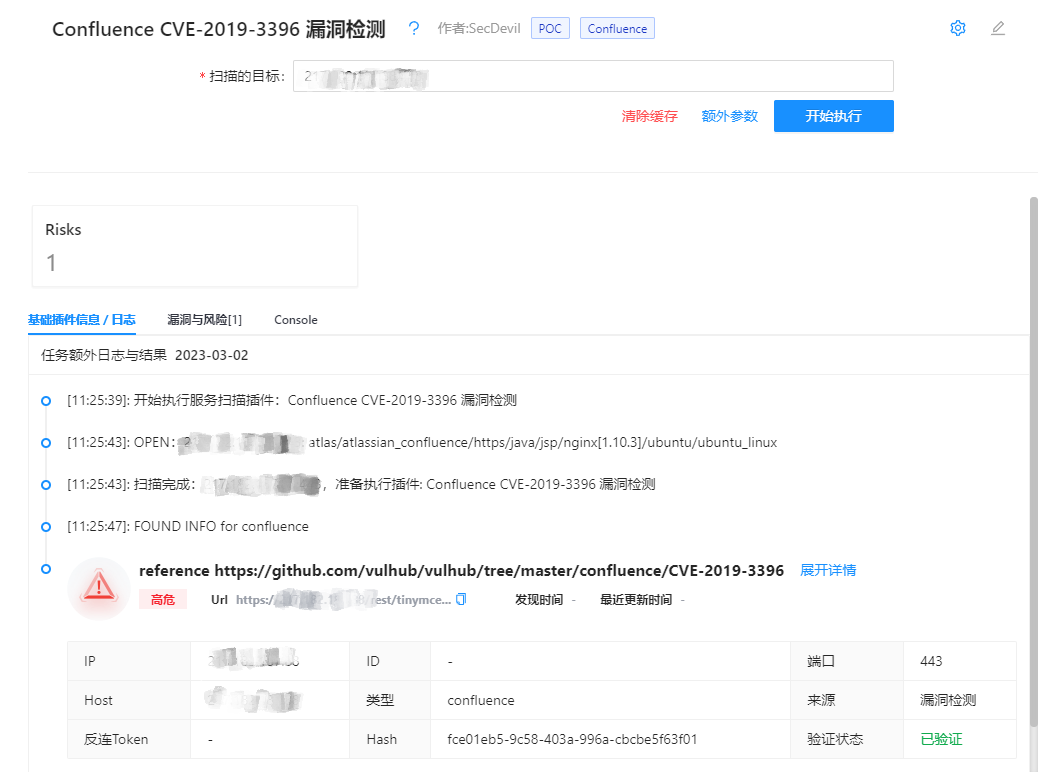 Confluence CVE-2019-3396 漏洞检测 ? 作者:SecDevil POC Confluence
* 扫描的目标:
清除缓存 额外参数 开始执行
Risks
1
基础插件信息 / 日志 漏洞与风险[1] Console
任务额外日志与结果 2023-03-02
[11:25:39]: 开始执行服务扫描插件：Confluence CVE-2019-3396 漏洞检测
[11:25:43]: OPEN: atlas/atlassian_confluence/https/java/jsp/nginx[1.10.3]/ubuntu/ubuntu_linux
[11:25:43]: 扫描完成: ，准备执行插件: Confluence CVE-2019-3396 漏洞检测
[11:25:47]: FOUND INFO for confluence
reference https://github.com/vulhub/vulhub/tree/master/confluence/CVE-2019-3396 展开详情
高危 Url https:/ /rest/tinymce... 发现时间 - 最近更新时间 -
IP ID - 端口 443
Host 类型 confluence 来源 漏洞检测
反连Token - Hash fce01eb5-9c58-403a-996a-cbcbe5f63f01 验证状态 已验证